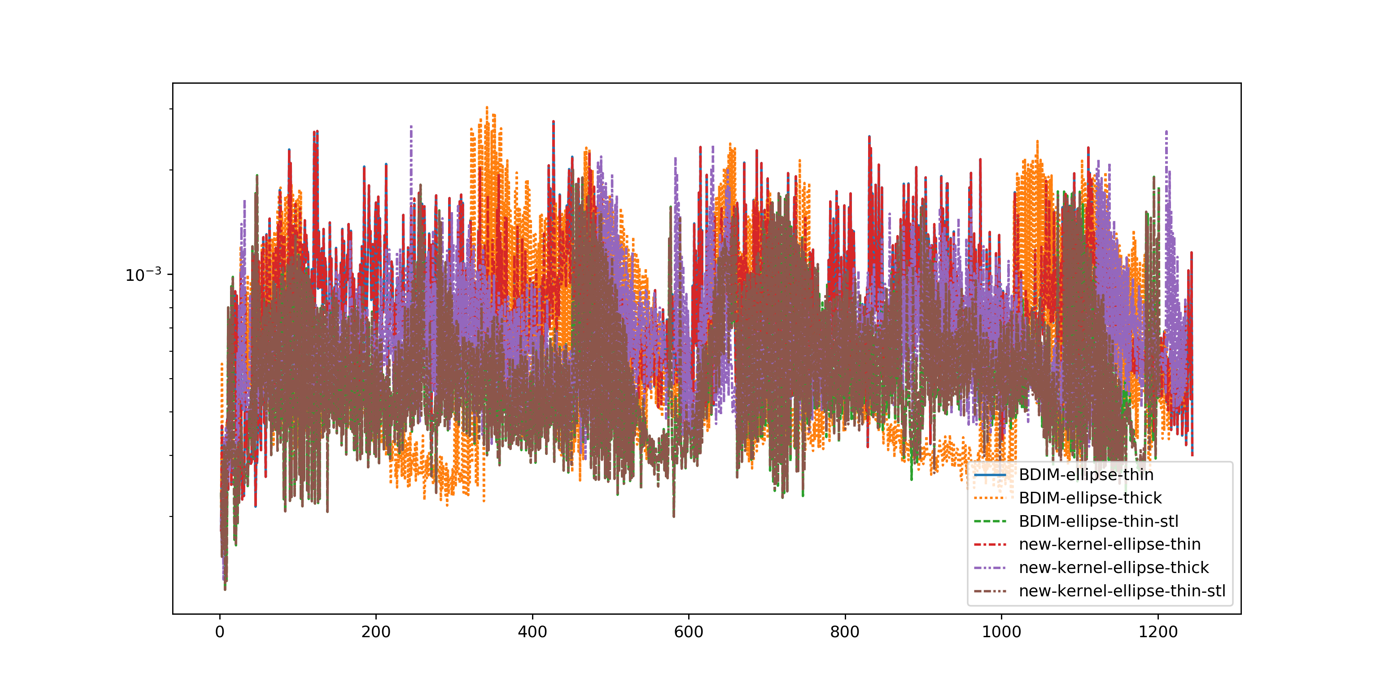 10⁻³
0 200 400 600 800 1000 1200
BDIM-ellipse-thin
BDIM-ellipse-thick
BDIM-ellipse-thin-stl
new-kernel-ellipse-thin
new-kernel-ellipse-thick
new-kernel-ellipse-thin-stl